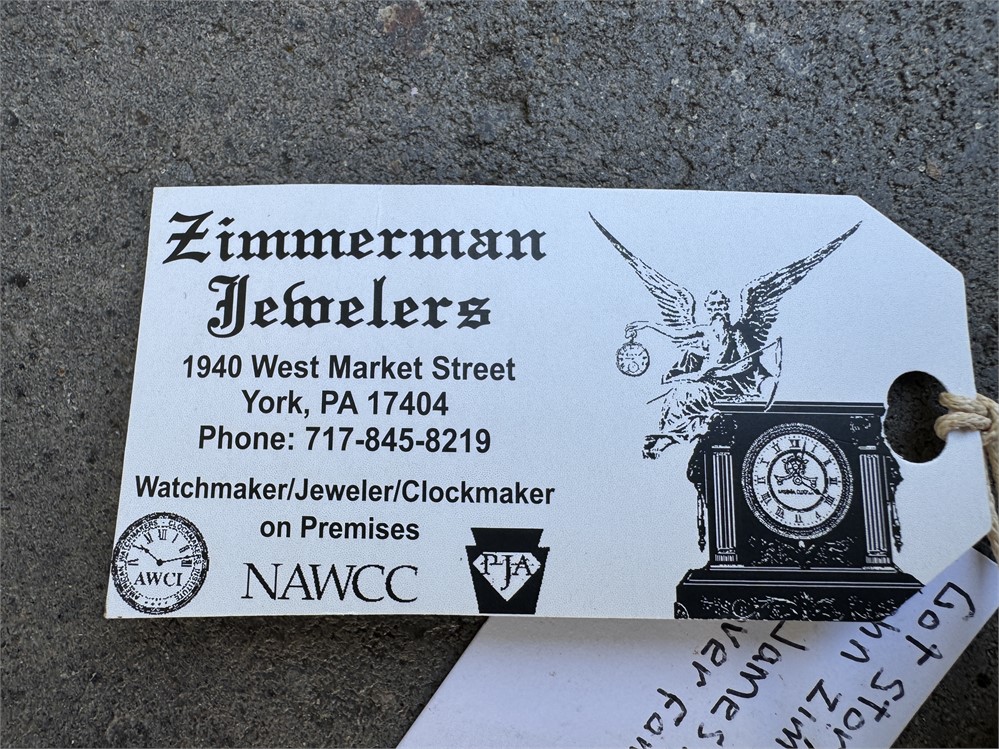 Zimmerman
Jewelers
1940 West Market Street
York, PA 17404
Phone: 717-845-8219
Watchmaker/Jeweler/Clockmaker
on Premises
AWCI
NAWCC
PJA
Got
James